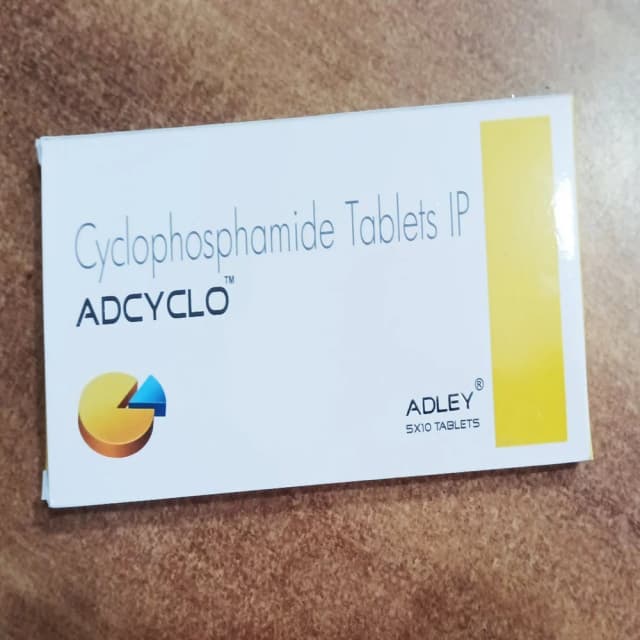 Cyclophosphamide Tablets IP
ADCYCLO™
ADLEY®
5X10 TABLETS